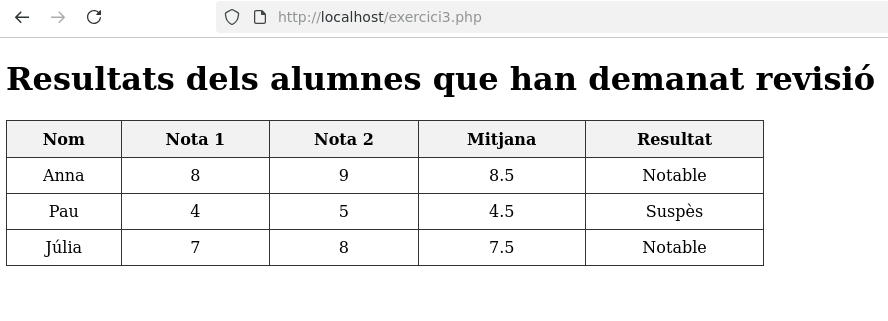 http://localhost/exercici3.php
Resultats dels alumnes que han demanat revisió
Nom Nota 1 Nota 2 Mitjana Resultat
Anna 8 9 8.5 Notable
Pau 4 5 4.5 Suspès
Júlia 7 8 7.5 Notable